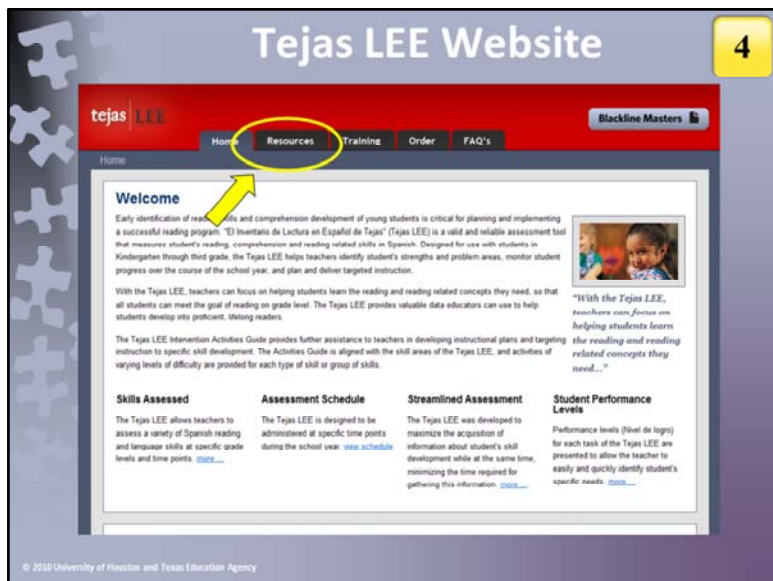 Tejas LEE Website
4
tejas LEE
Blackline Masters
Home Resources Training Order FAQ's
Home
Welcome
Early identification of reading skills and comprehension development of young students is critical for planning and implementing
a successful reading program. "El Inventario de Lectura en Español de Tejas" (Tejas LEE) is a valid and reliable assessment tool
that measures student's reading, comprehension and reading related skills in Spanish. Designed for use with students in
Kindergarten through third grade, the Tejas LEE helps teachers identify student's strengths and problem areas, monitor student
progress over the course of the school year, and plan and deliver targeted instruction.
With the Tejas LEE, teachers can focus on helping students learn the reading and reading related concepts they need, so that
all students can meet the goal of reading on grade level. The Tejas LEE provides valuable data educators can use to help
students develop into proficient, lifelong readers.
The Tejas LEE Intervention Activities Guide provides further assistance to teachers in developing instructional plans and targeting
instruction to specific skill development. The Activities Guide is aligned with the skill areas of the Tejas LEE, and activities of
varying levels of difficulty are provided for each type of skill or group of skills.
"With the Tejas LEE,
teachers can focus on
helping students learn
the reading and reading
related concepts they
need..."
Skills Assessed
The Tejas LEE allows teachers to
assess a variety of Spanish reading
and language skills at specific grade
levels and time points. more ...
Assessment Schedule
The Tejas LEE is designed to be
administered at specific time points
during the school year. view schedule
Streamlined Assessment
The Tejas LEE was developed to
maximize the acquisition of
information about student's skill
development while at the same time,
minimizing the time required for
gathering this information. more ...
Student Performance
Levels
Performance levels (Nivel de logro)
for each task of the Tejas LEE are
presented to allow the teacher to
easily and quickly identify student's
specific needs. more ...
© 2010 University of Houston and Texas Education Agency